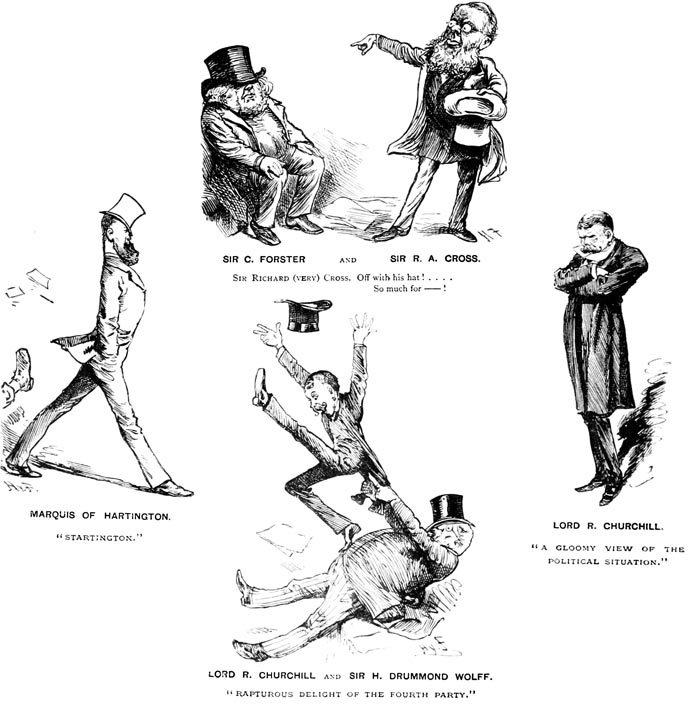 SIR C. FORSTER AND SIR R. A. CROSS.
SIR RICHARD (VERY) CROSS. Off with his hat! . . . .
So much for —— !
MARQUIS OF HARTINGTON.
"STARTINGTON."
LORD R. CHURCHILL.
"A GLOOMY VIEW OF THE
POLITICAL SITUATION."
LORD R. CHURCHILL AND SIR H. DRUMMOND WOLFF.
"RAPTUROUS DELIGHT OF THE FOURTH PARTY."